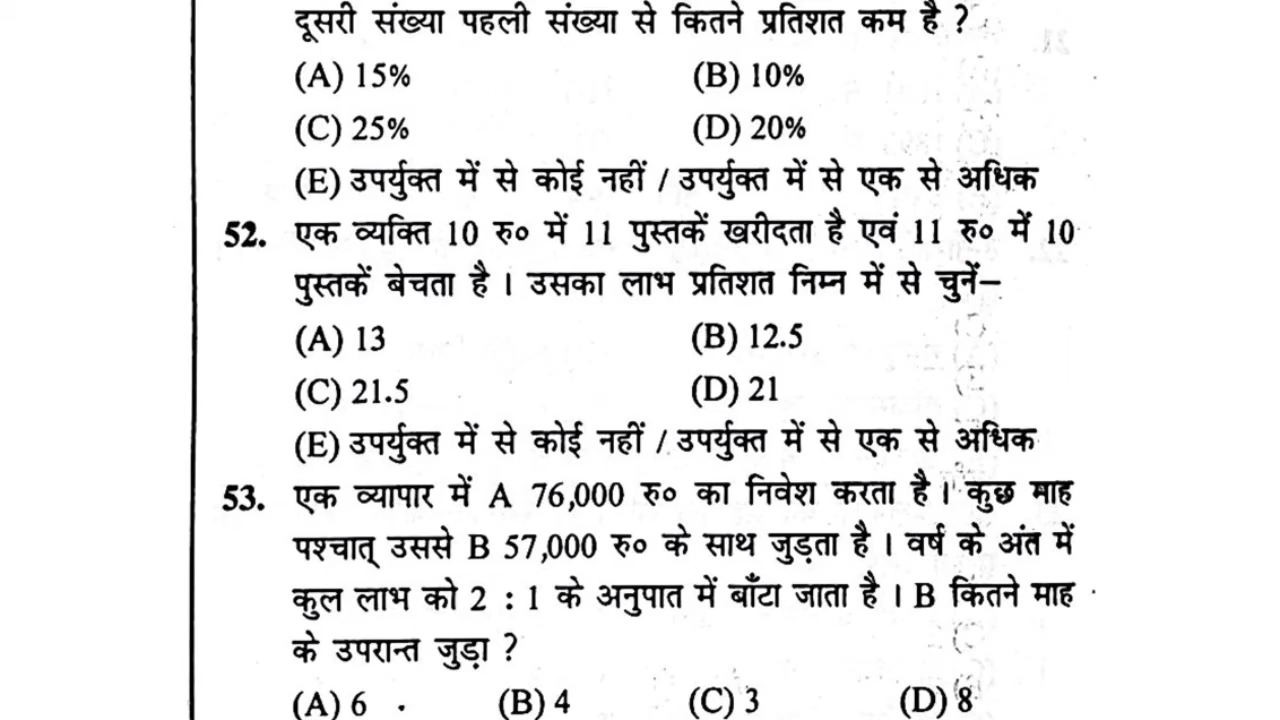 दूसरी संख्या पहली संख्या से कितने प्रतिशत कम है ?
(A) 15% (B) 10%
(C) 25% (D) 20%
(E) उपर्युक्त में से कोई नहीं / उपर्युक्त में से एक से अधिक
52. एक व्यक्ति 10 रु० में 11 पुस्तकें खरीदता है एवं 11 रु० में 10
पुस्तकें बेचता है । उसका लाभ प्रतिशत निम्न में से चुनें–
(A) 13 (B) 12.5
(C) 21.5 (D) 21
(E) उपर्युक्त में से कोई नहीं / उपर्युक्त में से एक से अधिक
53. एक व्यापार में A 76,000 रु० का निवेश करता है । कुछ माह
पश्चात् उससे B 57,000 रु० के साथ जुड़ता है । वर्ष के अंत में
कुल लाभ को 2 : 1 के अनुपात में बाँटा जाता है । B कितने माह
के उपरान्त जुड़ा ?
(A) 6 (B) 4 (C) 3 (D) 8